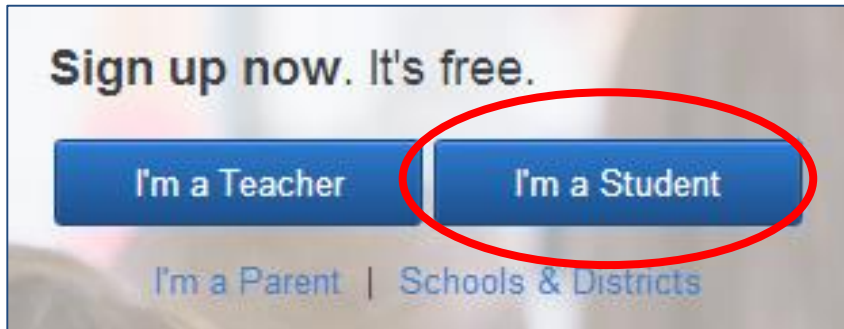 Sign up now. It's free.
I'm a Teacher I'm a Student
I'm a Parent | Schools & Districts